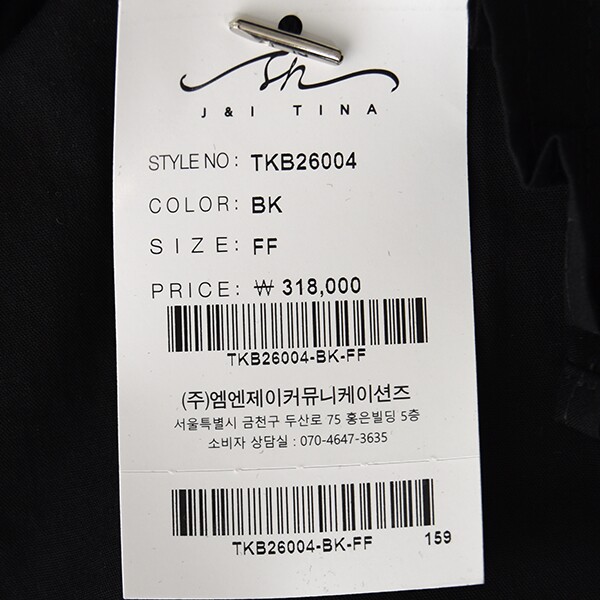 J & I TINA
STYLE NO: TKB26004
COLOR: BK
SIZE: FF
PRICE: ₩ 318,000
TKB26004-BK-FF
(주)엠엔제이커뮤니케이션즈
서울특별시 금천구 두산로 75 홍은빌딩 5층
소비자 상담실 : 070-4647-3635
TKB26004-BK-FF 159